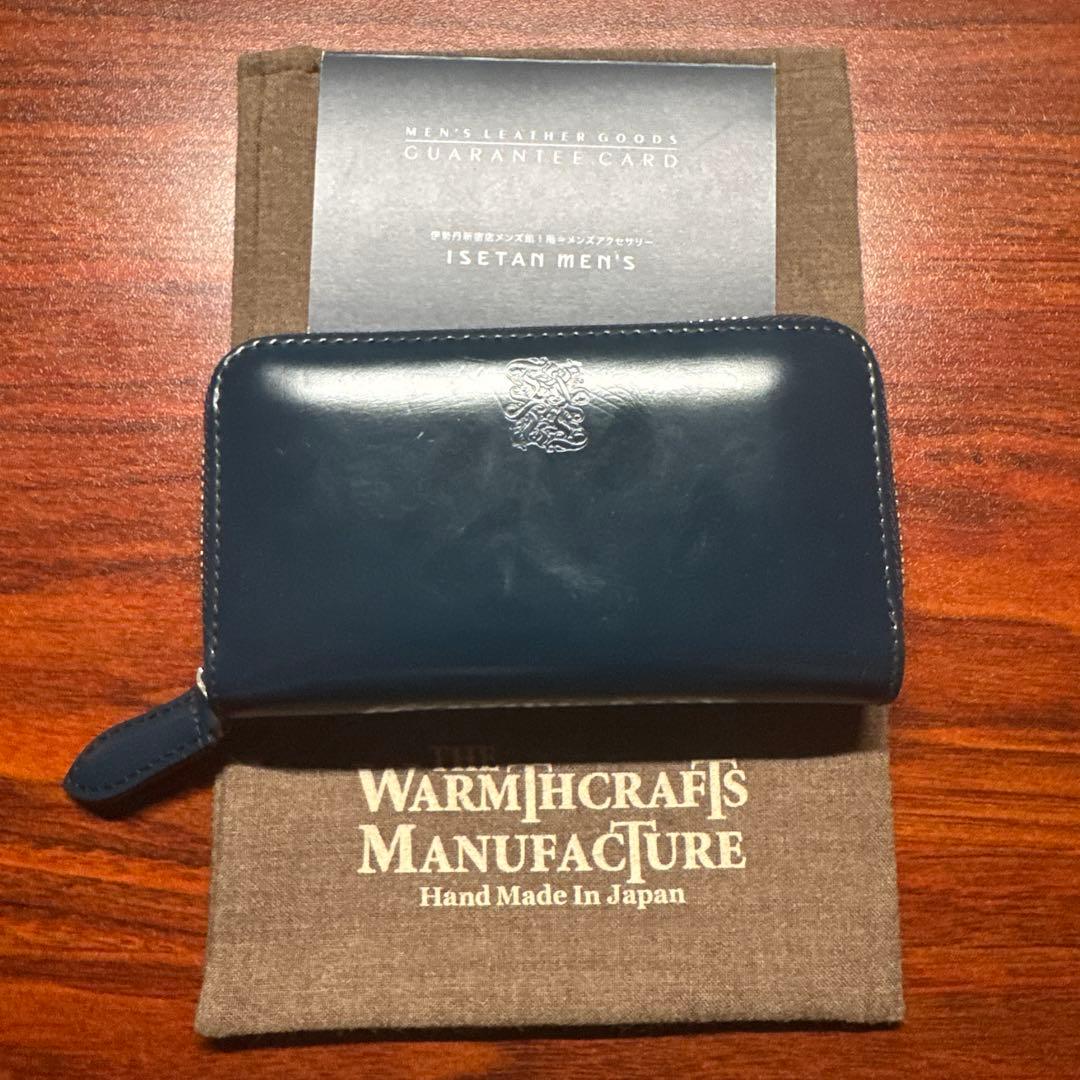 MEN'S LEATHER GOODS
GUARANTEE CARD
伊勢丹新宿店メンズ館1階=メンズアクセサリー
ISETAN MEN'S
THE
WARMTHCRAFTS
MANUFACTURE
Hand Made In Japan